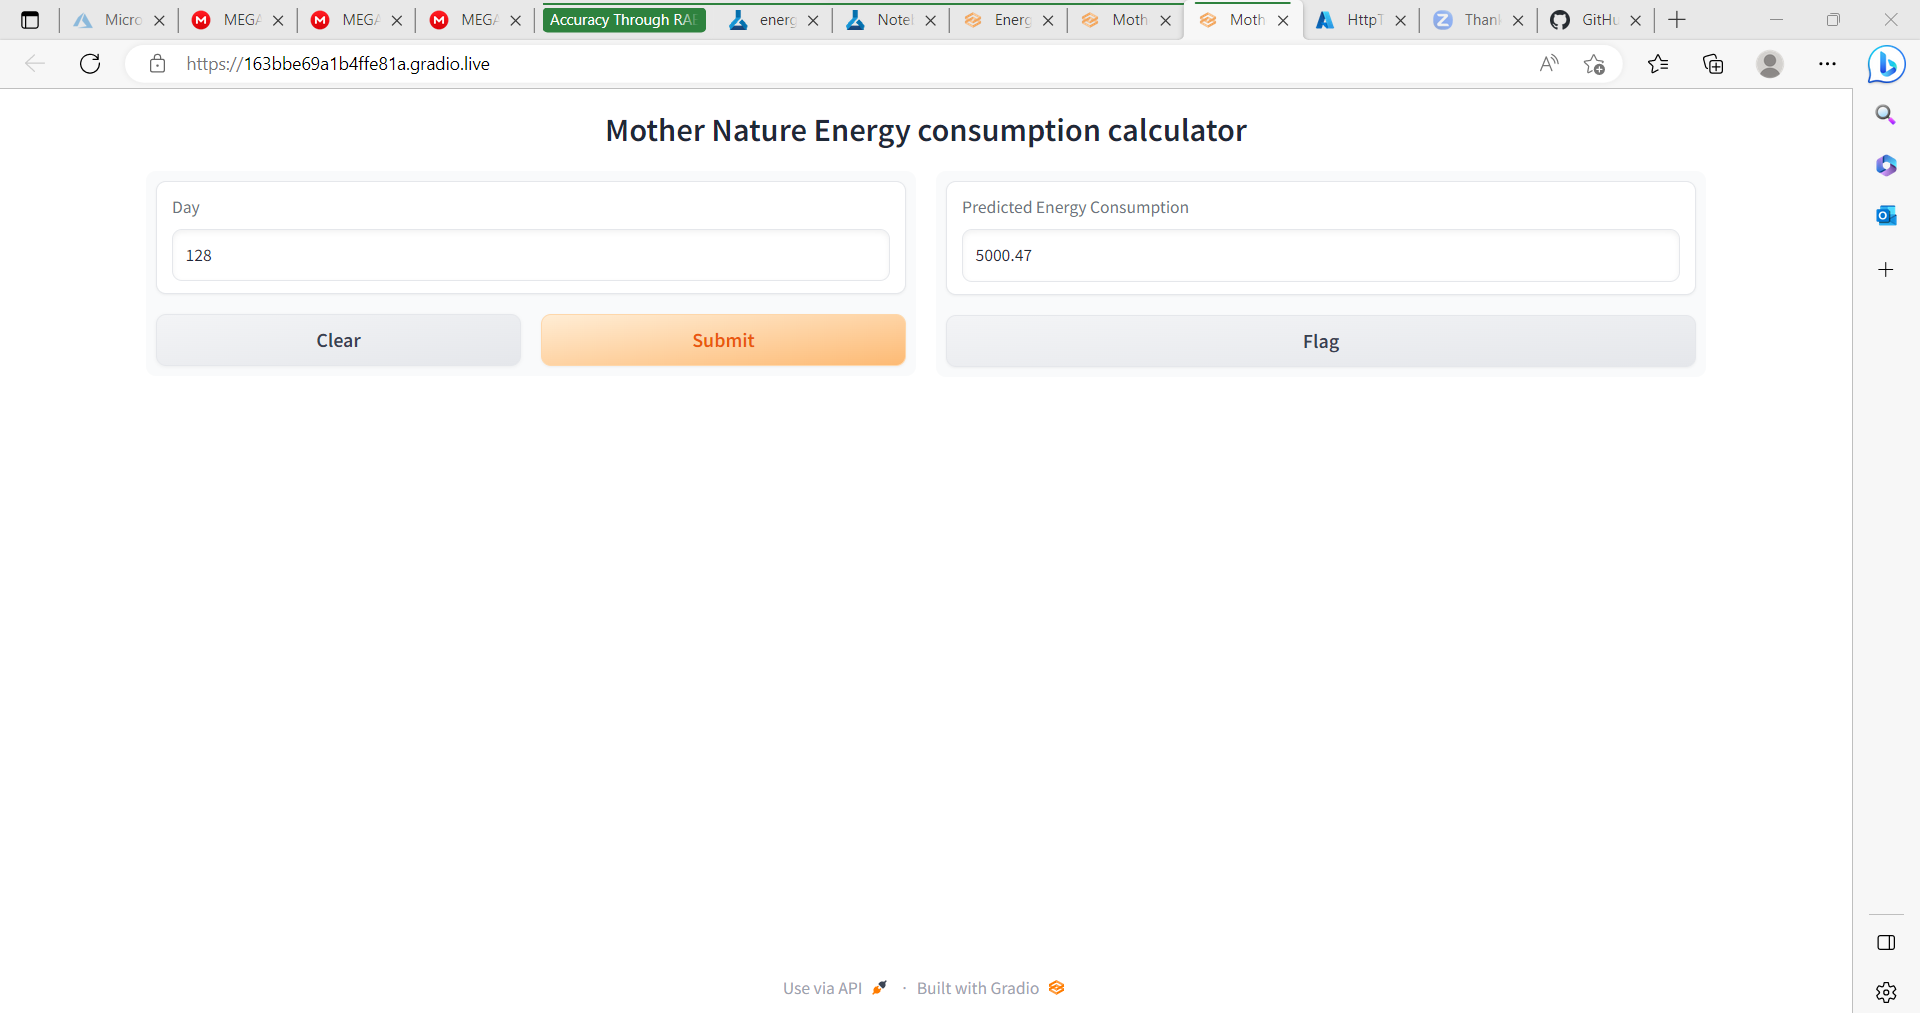 Micro
MEGA
MEGA
MEGA
Accuracy Through RAI
energ
Noteb
Energ
Moth
Moth
HttpT
Thank
GitHu
https://163bbe69a1b4ffe81a.gradio.live
Mother Nature Energy consumption calculator
Day
128
Predicted Energy Consumption
5000.47
Clear
Submit
Flag
Use via API · Built with Gradio